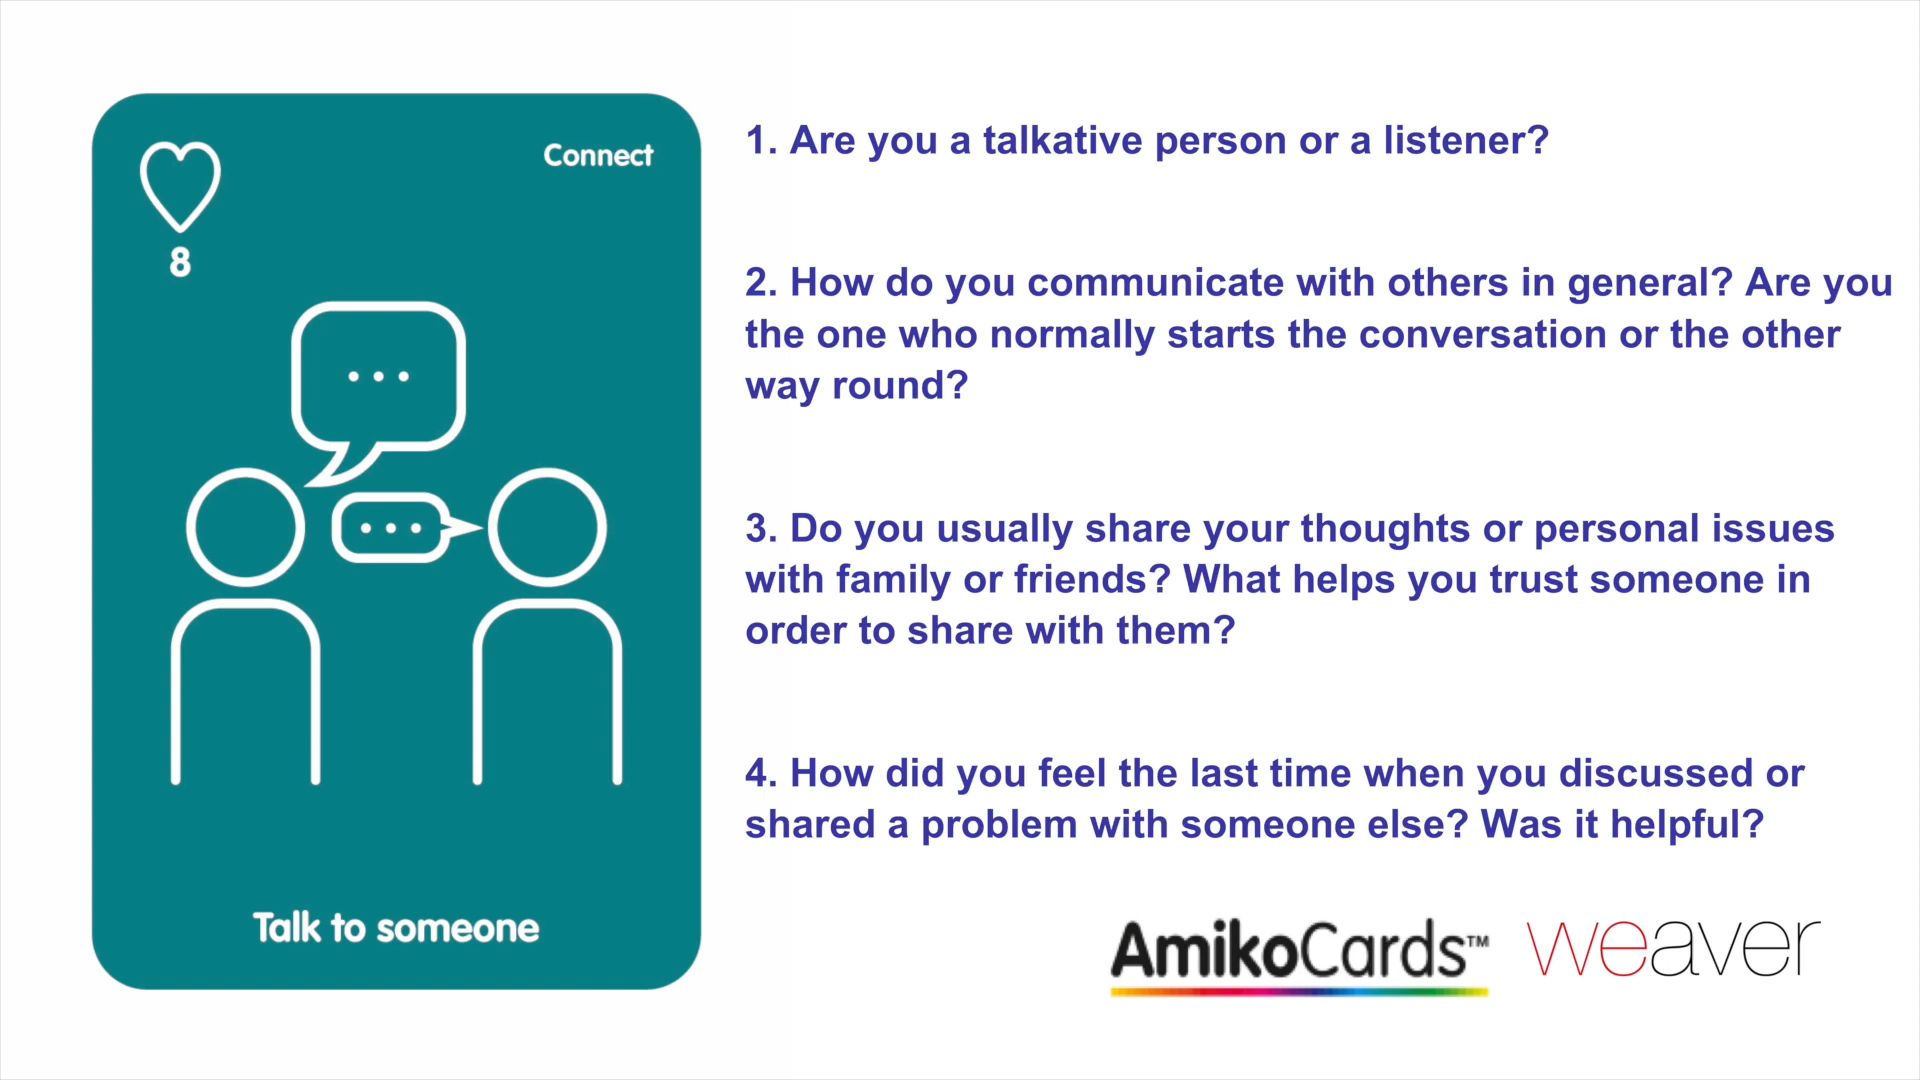 Connect
8
Talk to someone
1. Are you a talkative person or a listener?
2. How do you communicate with others in general? Are you
the one who normally starts the conversation or the other
way round?
3. Do you usually share your thoughts or personal issues
with family or friends? What helps you trust someone in
order to share with them?
4. How did you feel the last time when you discussed or
shared a problem with someone else? Was it helpful?
AmikoCards™
weaver